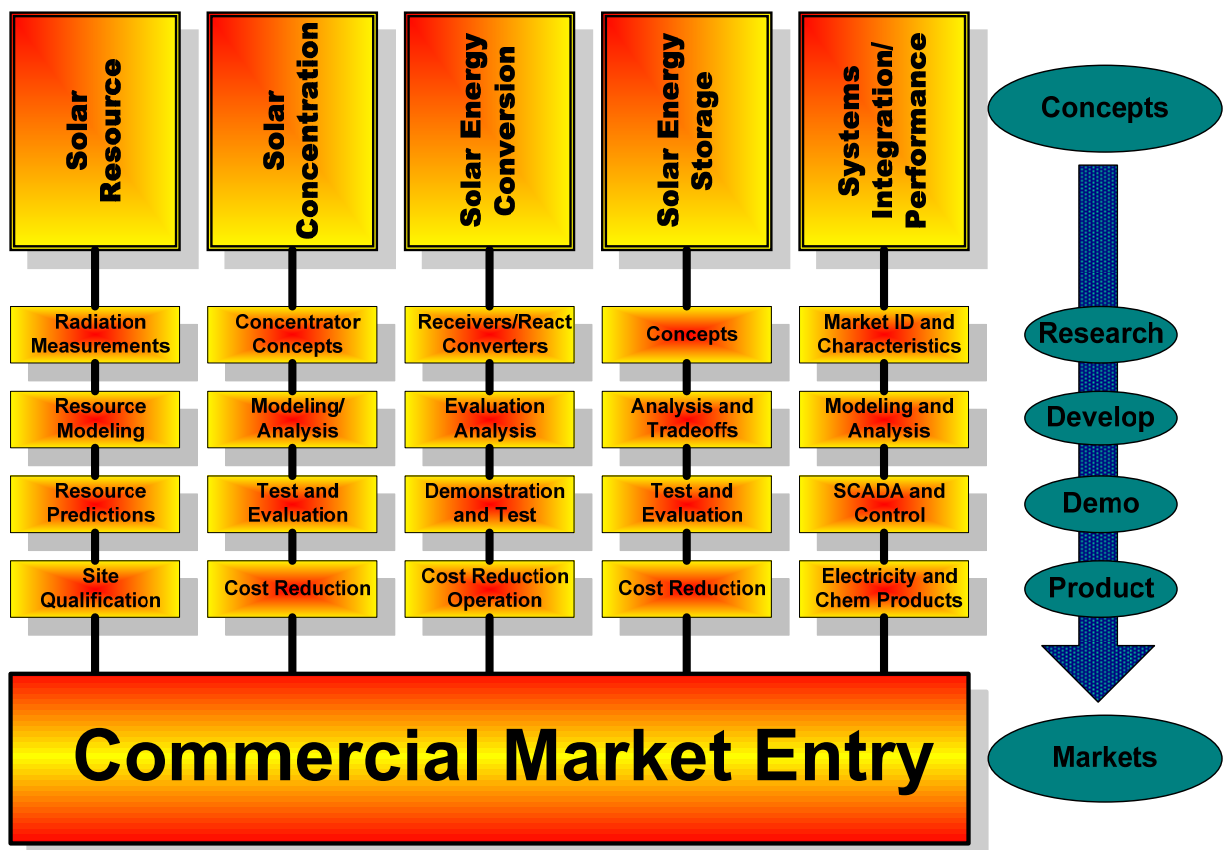 Solar
Resource
Solar
Concentration
Solar Energy
Conversion
Solar Energy
Storage
Systems
Integration/
Performance
Concepts
Radiation
Measurements
Concentrator
Concepts
Receivers/React
Converters
Concepts
Market ID and
Characteristics
Research
Resource
Modeling
Modeling/
Analysis
Evaluation
Analysis
Analysis and
Tradeoffs
Modeling and
Analysis
Develop
Resource
Predictions
Test and
Evaluation
Demonstration
and Test
Test and
Evaluation
SCADA and
Control
Demo
Site
Qualification
Cost Reduction
Cost Reduction
Operation
Cost Reduction
Electricity and
Chem Products
Product
Commercial Market Entry
Markets